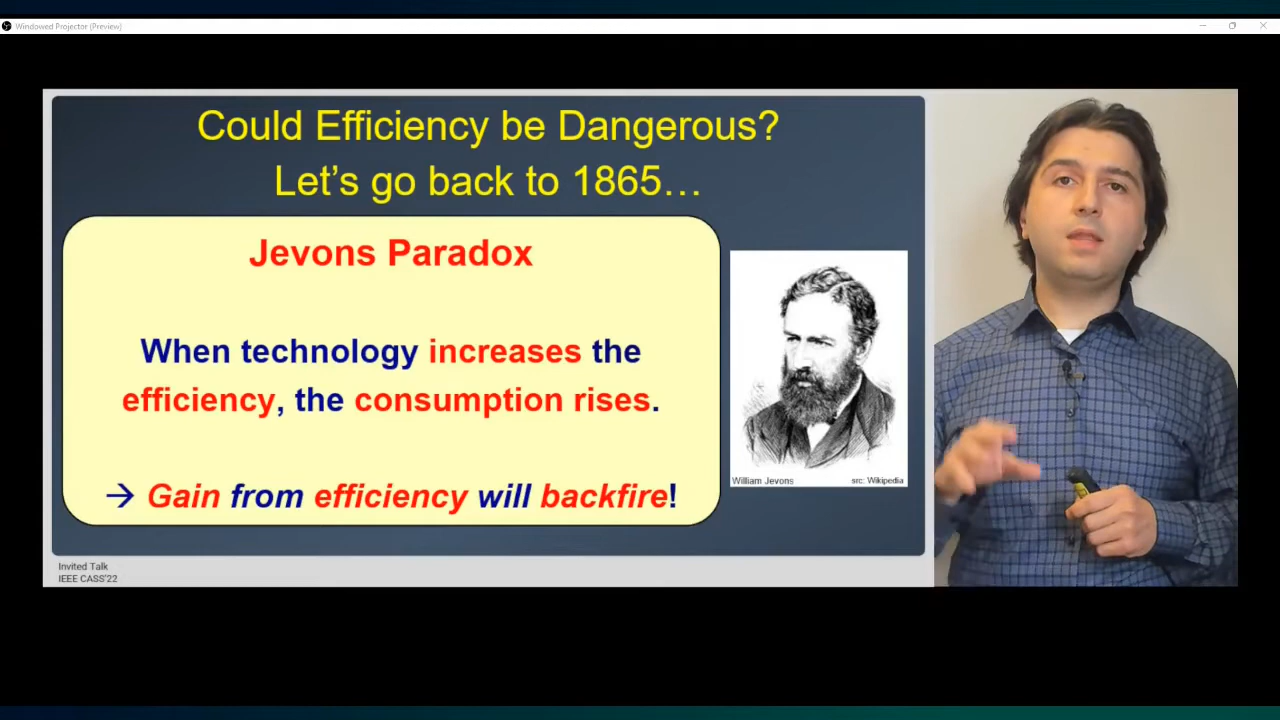 Windowed Projector (Preview)
Could Efficiency be Dangerous?
Let's go back to 1865…
Jevons Paradox
When technology increases the
efficiency, the consumption rises.
→ Gain from efficiency will backfire!
William Jevons src: Wikipedia
Invited Talk
IEEE CASS'22